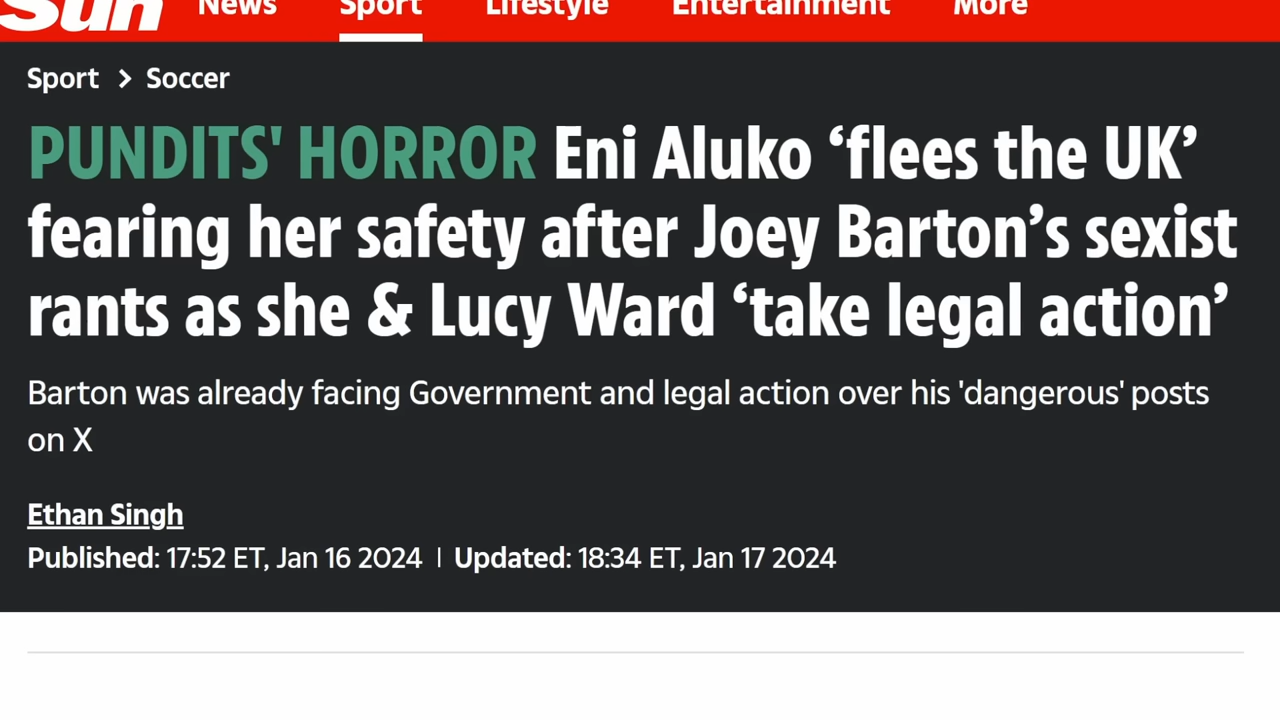 Sun News Sport Lifestyle Entertainment More
Sport > Soccer
PUNDITS' HORROR Eni Aluko ‘flees the UK’
fearing her safety after Joey Barton’s sexist
rants as she & Lucy Ward ‘take legal action’
Barton was already facing Government and legal action over his 'dangerous' posts
on X
Ethan Singh
Published: 17:52 ET, Jan 16 2024 | Updated: 18:34 ET, Jan 17 2024